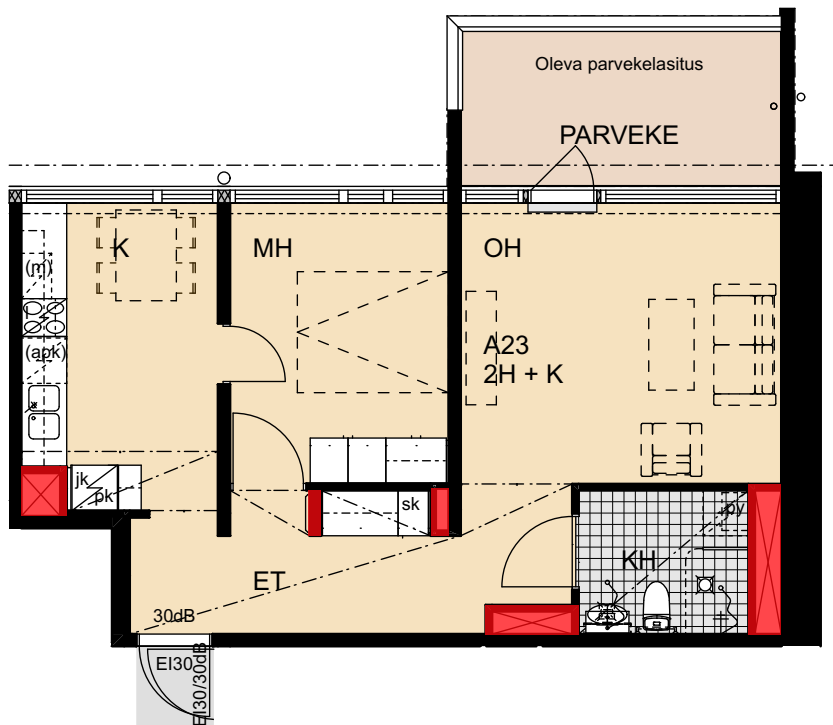 Oleva parvekelasitus
PARVEKE
K
MH
OH
(m)
A23
2H + K
(apk)
jk
pk
sk
py
KH
ET
30dB
EI30
EI30/30dB